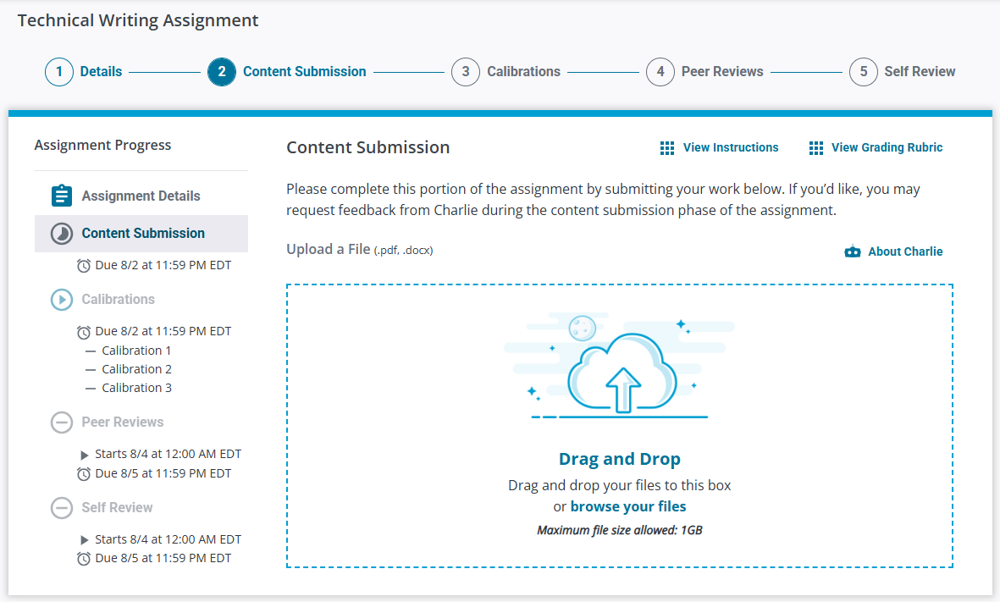 Technical Writing Assignment
1 Details 2 Content Submission 3 Calibrations 4 Peer Reviews 5 Self Review
Assignment Progress
Assignment Details
Content Submission
Due 8/2 at 11:59 PM EDT
Calibrations
Due 8/2 at 11:59 PM EDT
Calibration 1
Calibration 2
Calibration 3
Peer Reviews
Starts 8/4 at 12:00 AM EDT
Due 8/5 at 11:59 PM EDT
Self Review
Starts 8/4 at 12:00 AM EDT
Due 8/5 at 11:59 PM EDT
Content Submission
View Instructions
View Grading Rubric
Please complete this portion of the assignment by submitting your work below. If you’d like, you may
request feedback from Charlie during the content submission phase of the assignment.
Upload a File (.pdf, .docx)
About Charlie
Drag and Drop
Drag and drop your files to this box
or browse your files
Maximum file size allowed: 1GB